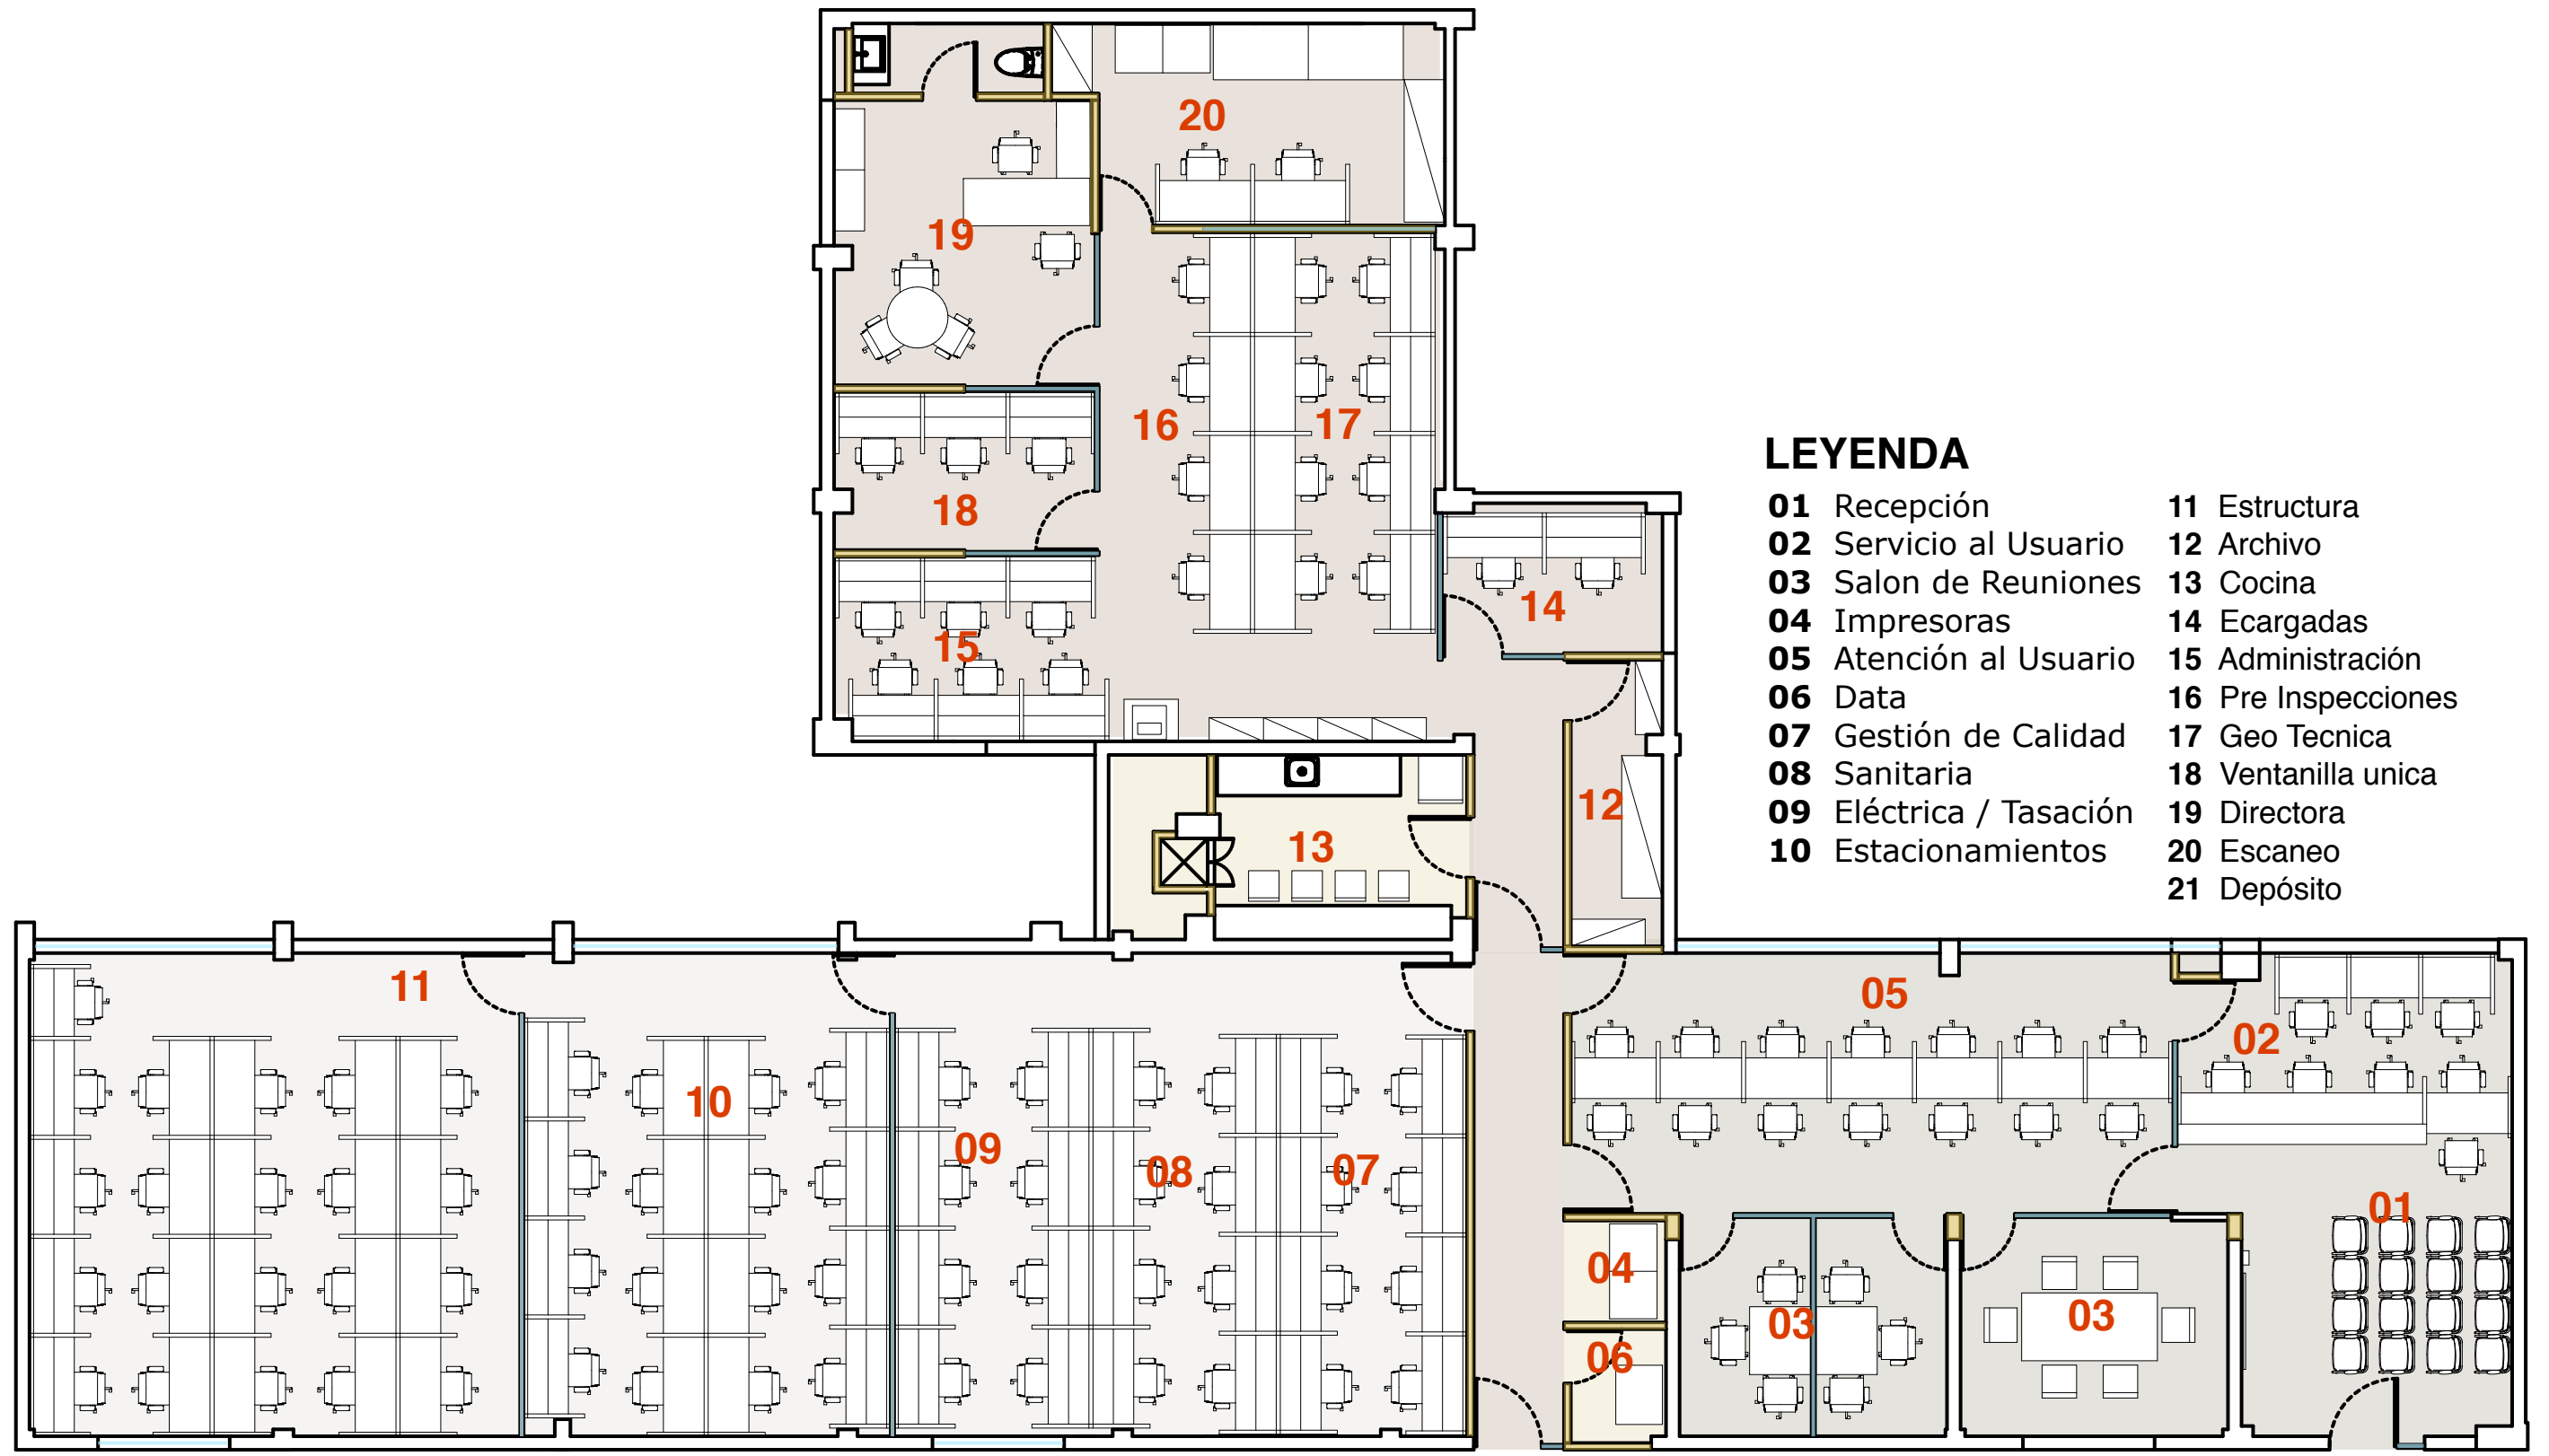 20
19
16
17
18
14
15
12
13
11
05
02
10
09
08
07
01
04
03
03
06
LEYENDA
01 Recepción
02 Servicio al Usuario
03 Salon de Reuniones
04 Impresoras
05 Atención al Usuario
06 Data
07 Gestión de Calidad
08 Sanitaria
09 Eléctrica / Tasación
10 Estacionamientos
11 Estructura
12 Archivo
13 Cocina
14 Ecargadas
15 Administración
16 Pre Inspecciones
17 Geo Tecnica
18 Ventanilla unica
19 Directora
20 Escaneo
21 Depósito